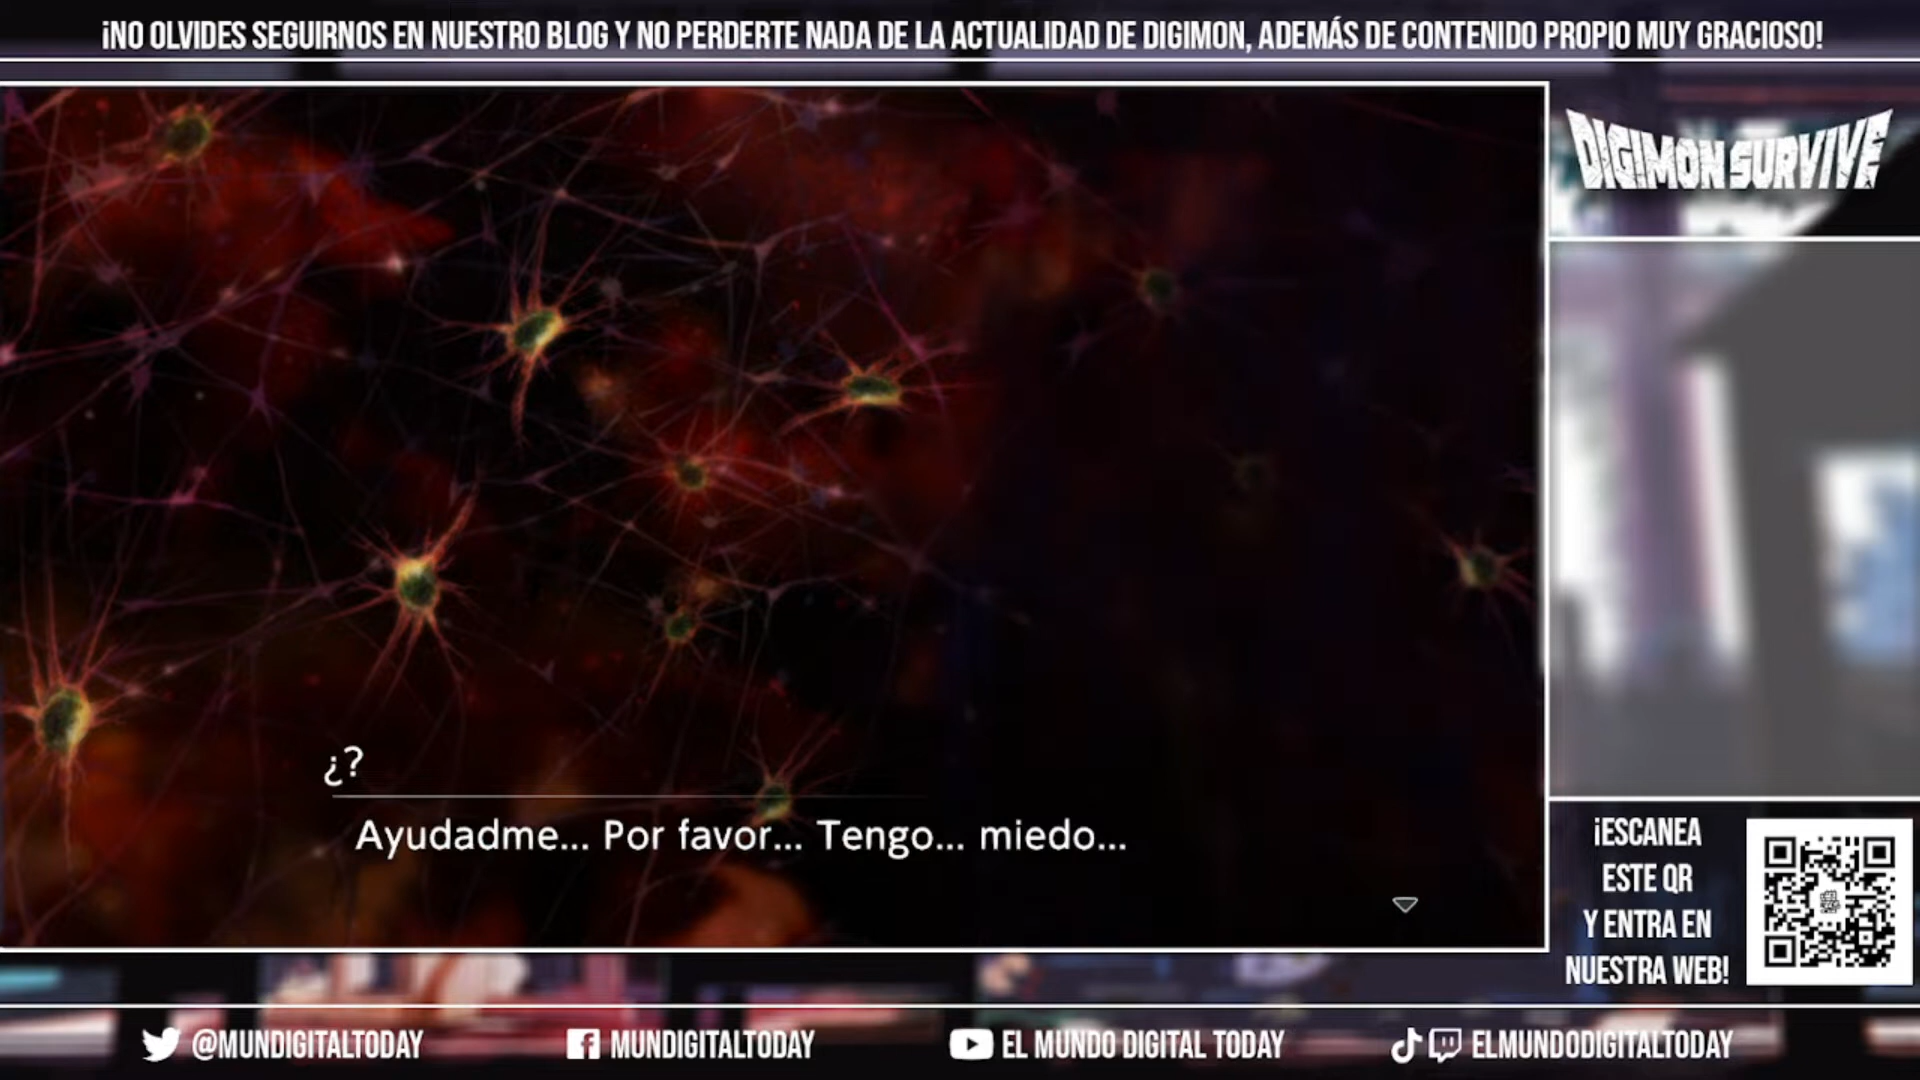 ¡NO OLVIDES SEGUIRNOS EN NUESTRO BLOG Y NO PERDERTE NADA DE LA ACTUALIDAD DE DIGIMON, ADEMÁS DE CONTENIDO PROPIO MUY GRACIOSO!
DIGIMON SURVIVE
¿?
Ayudadme... Por favor... Tengo... miedo...
¡ESCANEA
ESTE QR
Y ENTRA EN
NUESTRA WEB!
@MUNDIGITALTODAY
MUNDIGITALTODAY
EL MUNDO DIGITAL TODAY
ELMUNDODIGITALTODAY